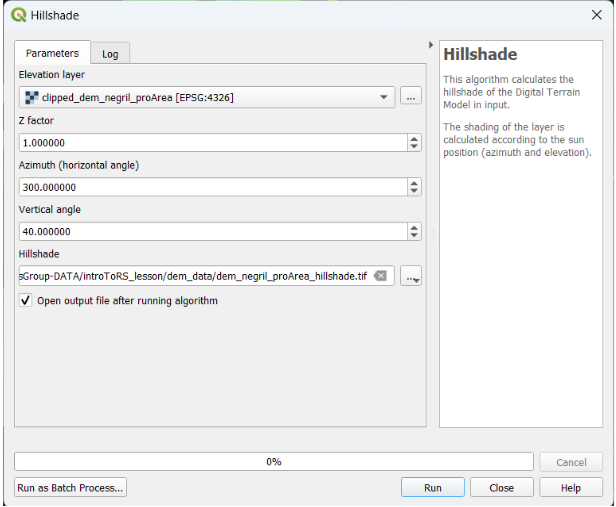 Hillshade
Parameters
Log
Elevation layer
clipped_dem_negril_proArea [EPSG:4326]
...
Z factor
1.000000
Azimuth (horizontal angle)
300.000000
Vertical angle
40.000000
Hillshade
sGroup-DATA/introToRS_lesson/dem_data/dem_negril_proArea_hillshade.tif
...
Open output file after running algorithm
Hillshade
This algorithm calculates the
hillshade of the Digital Terrain
Model in input.
The shading of the layer is
calculated according to the sun
position (azimuth and elevation).
0%
Cancel
Run as Batch Process...
Run
Close
Help